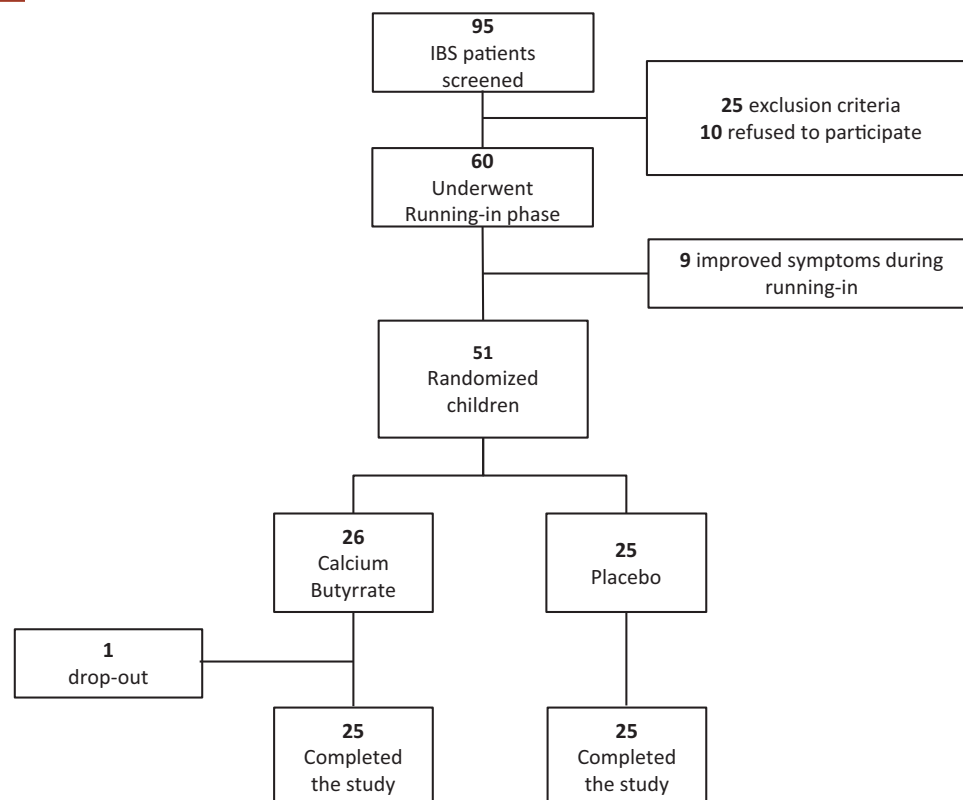 95
IBS patients
screened
25 exclusion criteria
10 refused to participate
60
Underwent
Running-in phase
9 improved symptoms during
running-in
51
Randomized
children
26
Calcium
Butyrrate
25
Placebo
1
drop-out
25
Completed
the study
25
Completed
the study